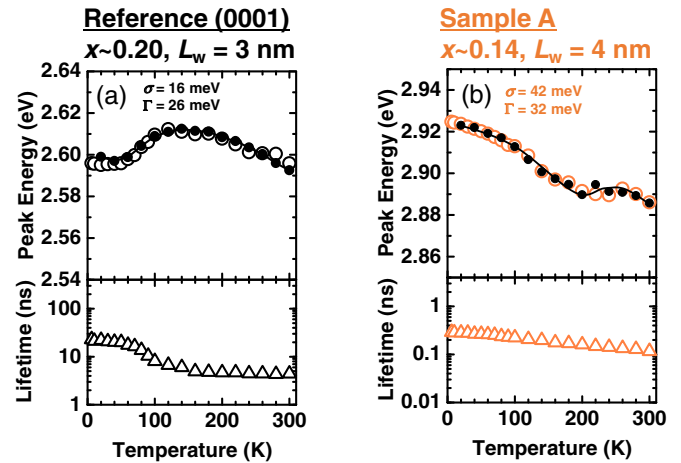 Reference (0001)
x~0.20, Lw = 3 nm
Sample A
x~0.14, Lw = 4 nm
(a)
σ = 16 meV
Γ = 26 meV
Peak Energy (eV)
2.64
2.62
2.60
2.58
2.56
2.54
Lifetime (ns)
100
10
1
0
100
200
300
Temperature (K)
(b)
σ = 42 meV
Γ = 32 meV
Peak Energy (eV)
2.94
2.92
2.90
2.88
2.86
Lifetime (ns)
1
0.1
0.01
0
100
200
300
Temperature (K)